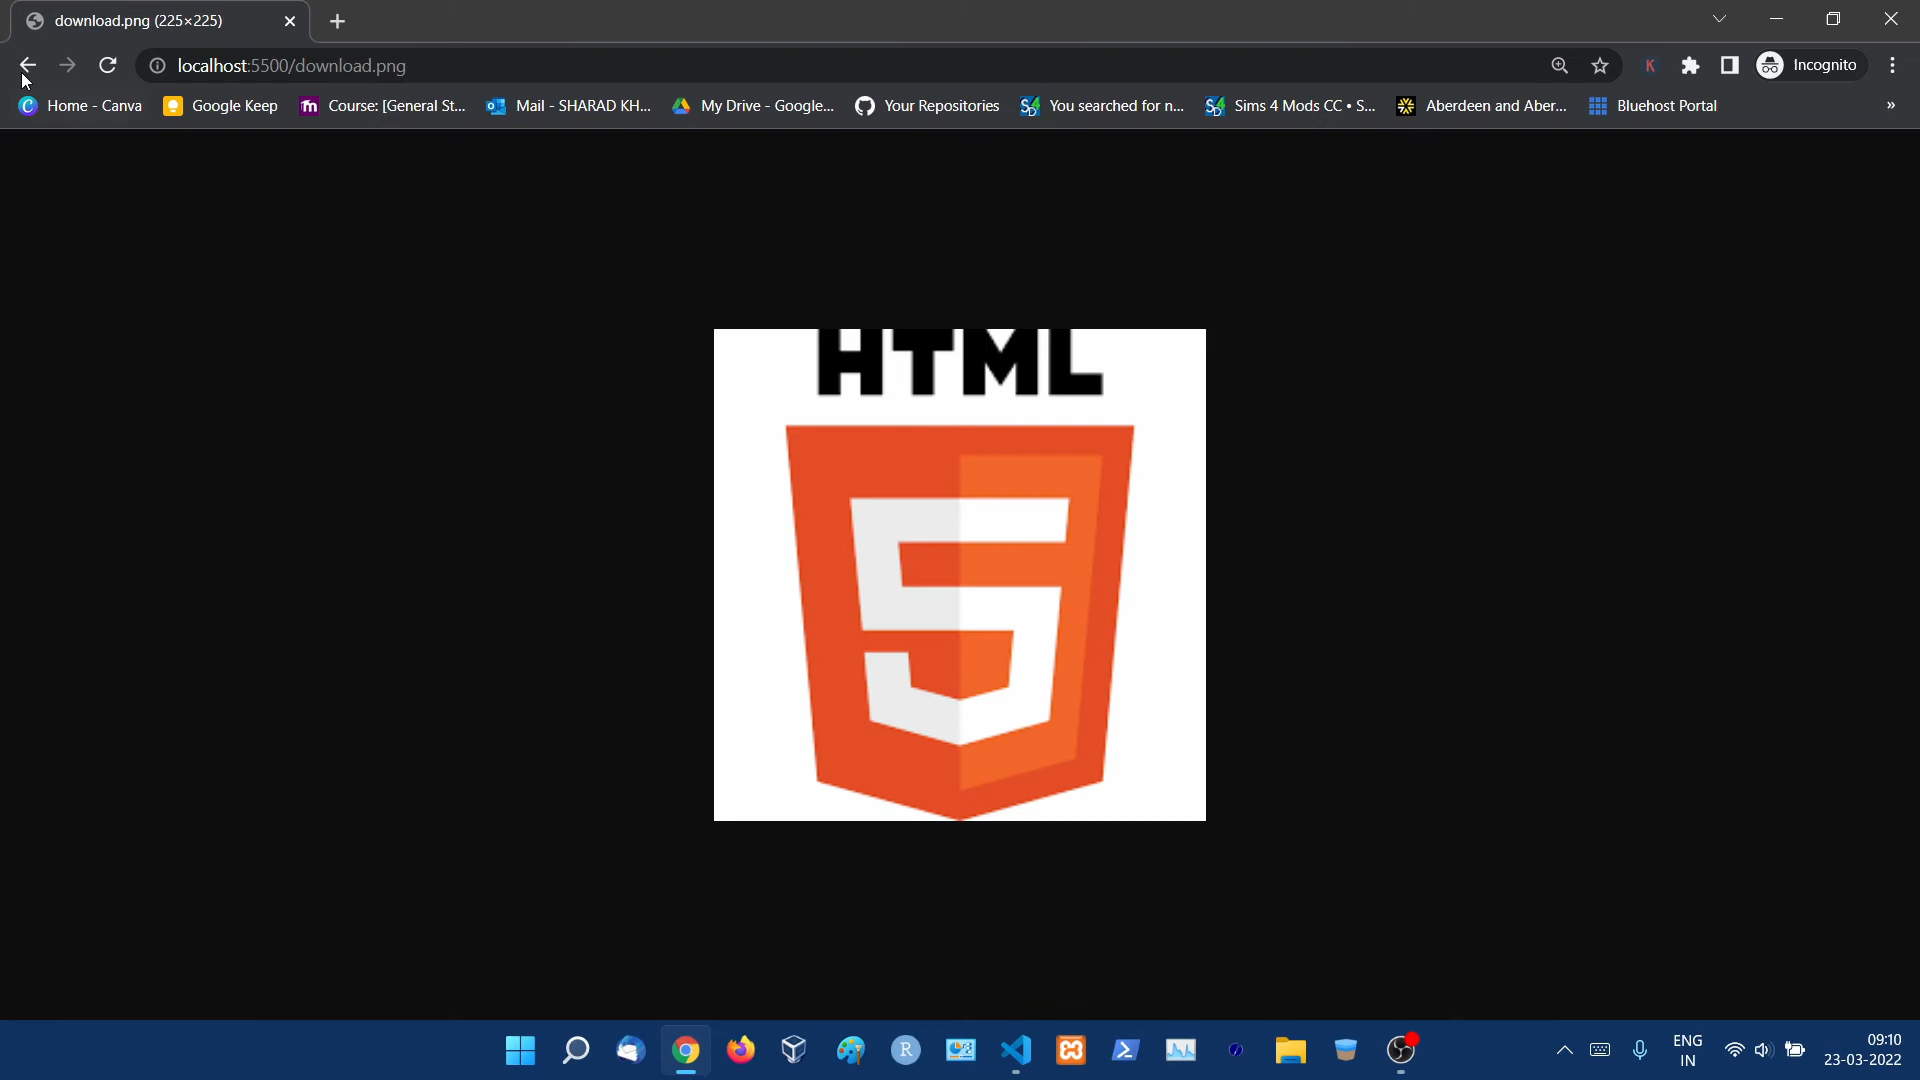 download.png (225×225)
localhost:5500/download.png
Incognito
Home - Canva
Google Keep
Course: [General St...
Mail - SHARAD KH...
My Drive - Google...
Your Repositories
You searched for n...
Sims 4 Mods CC • S...
Aberdeen and Aber...
Bluehost Portal
»
HTML
5
ENG
IN
09:10
23-03-2022